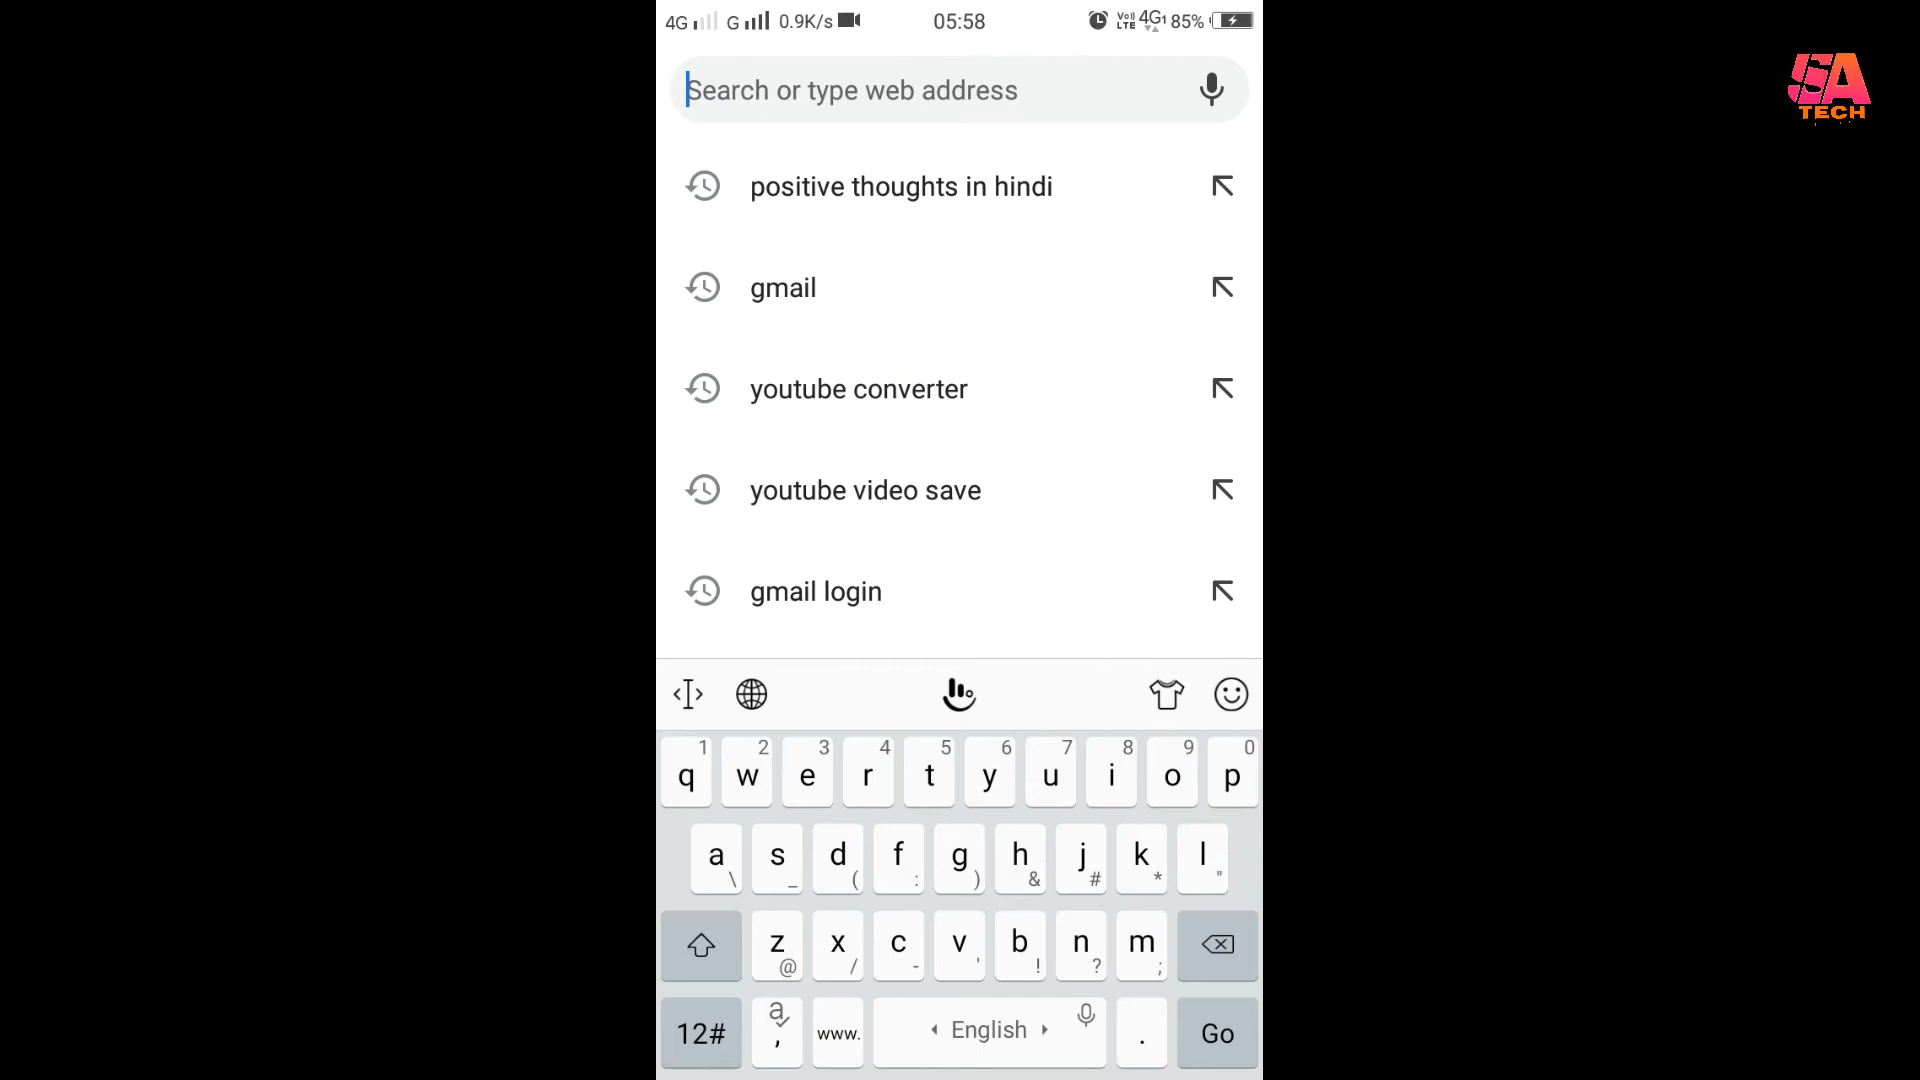 4G G 0.9K/s 05:58 VoLTE 4G1 85%
SA
TECH
Search or type web address
positive thoughts in hindi
gmail
youtube converter
youtube video save
gmail login
1 2 3 4 5 6 7 8 9 0
q w e r t y u i o p
a s d f g h j k l
\ _ ( : ) & # * "
z x c v b n m
@ / - ' ! ? ;
12# a , www. English . Go